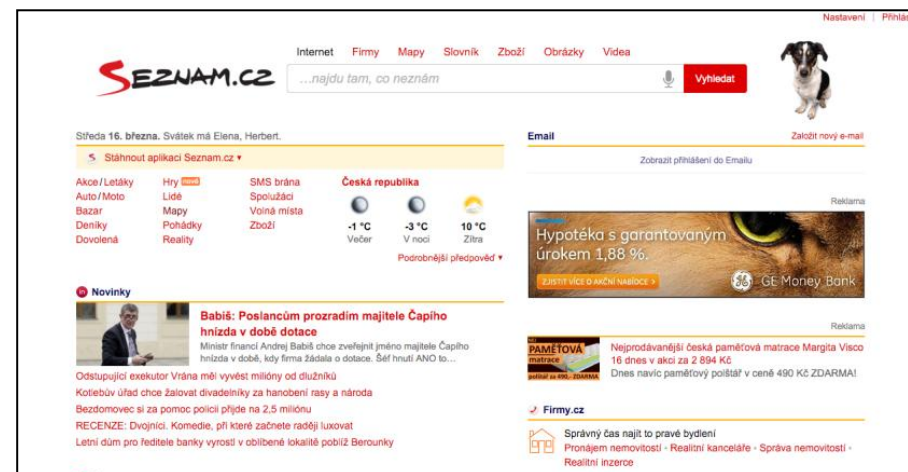 Nastavení | Přihlás
Internet Firmy Mapy Slovník Zboží Obrázky Videa
SEZNAM.CZ
...najdu tam, co neznám
Vyhledat
Středa 16. března. Svátek má Elena, Herbert.
S Stáhnout aplikaci Seznam.cz ▾
Akce/Letáky Hry nové SMS brána
Auto/Moto Lidé Spolužáci
Bazar Mapy Volná místa
Deníky Pohádky Zboží
Dovolená Reality
Česká republika
-1 °C -3 °C 10 °C
Večer V noci Zítra
Podrobnější předpověď ▾
Novinky
Babiš: Poslancům prozradím majitele Čapího
hnízda v době dotace
Ministr financí Andrej Babiš chce zveřejnit jméno majitele Čapího
hnízda v době, kdy firma žádala o dotace. Šéf hnutí ANO to…
Odstupující exekutor Vrána měl vyvést milióny od dlužníků
Kotlebův úřad chce žalovat divadelníky za hanobení rasy a národa
Bezdomovec si za pomoc policii přijde na 2,5 miliónu
RECENZE: Dvojníci. Komedie, při které začnete raději luxovat
Letní dům pro ředitele banky vyrostl v oblíbené lokalitě poblíž Berounky
Email Založit nový e-mail
Zobrazit přihlášení do Emailu
Reklama
Hypotéka s garantovaným
úrokem 1,88 %.
ZJISTIT VÍCE O AKČNÍ NABÍDCE >
GE Money Bank
Reklama
PAMĚŤOVÁ
matrace
polštář za 490,- ZDARMA
Nejprodávanější česká paměťová matrace Margita Visco
16 dnes v akci za 2 894 Kč
Dnes navíc paměťový polštář v ceně 490 Kč ZDARMA!
Firmy.cz
Správný čas najít to pravé bydlení
Pronájem nemovitostí - Realitní kanceláře - Správa nemovitostí -
Realitní inzerce